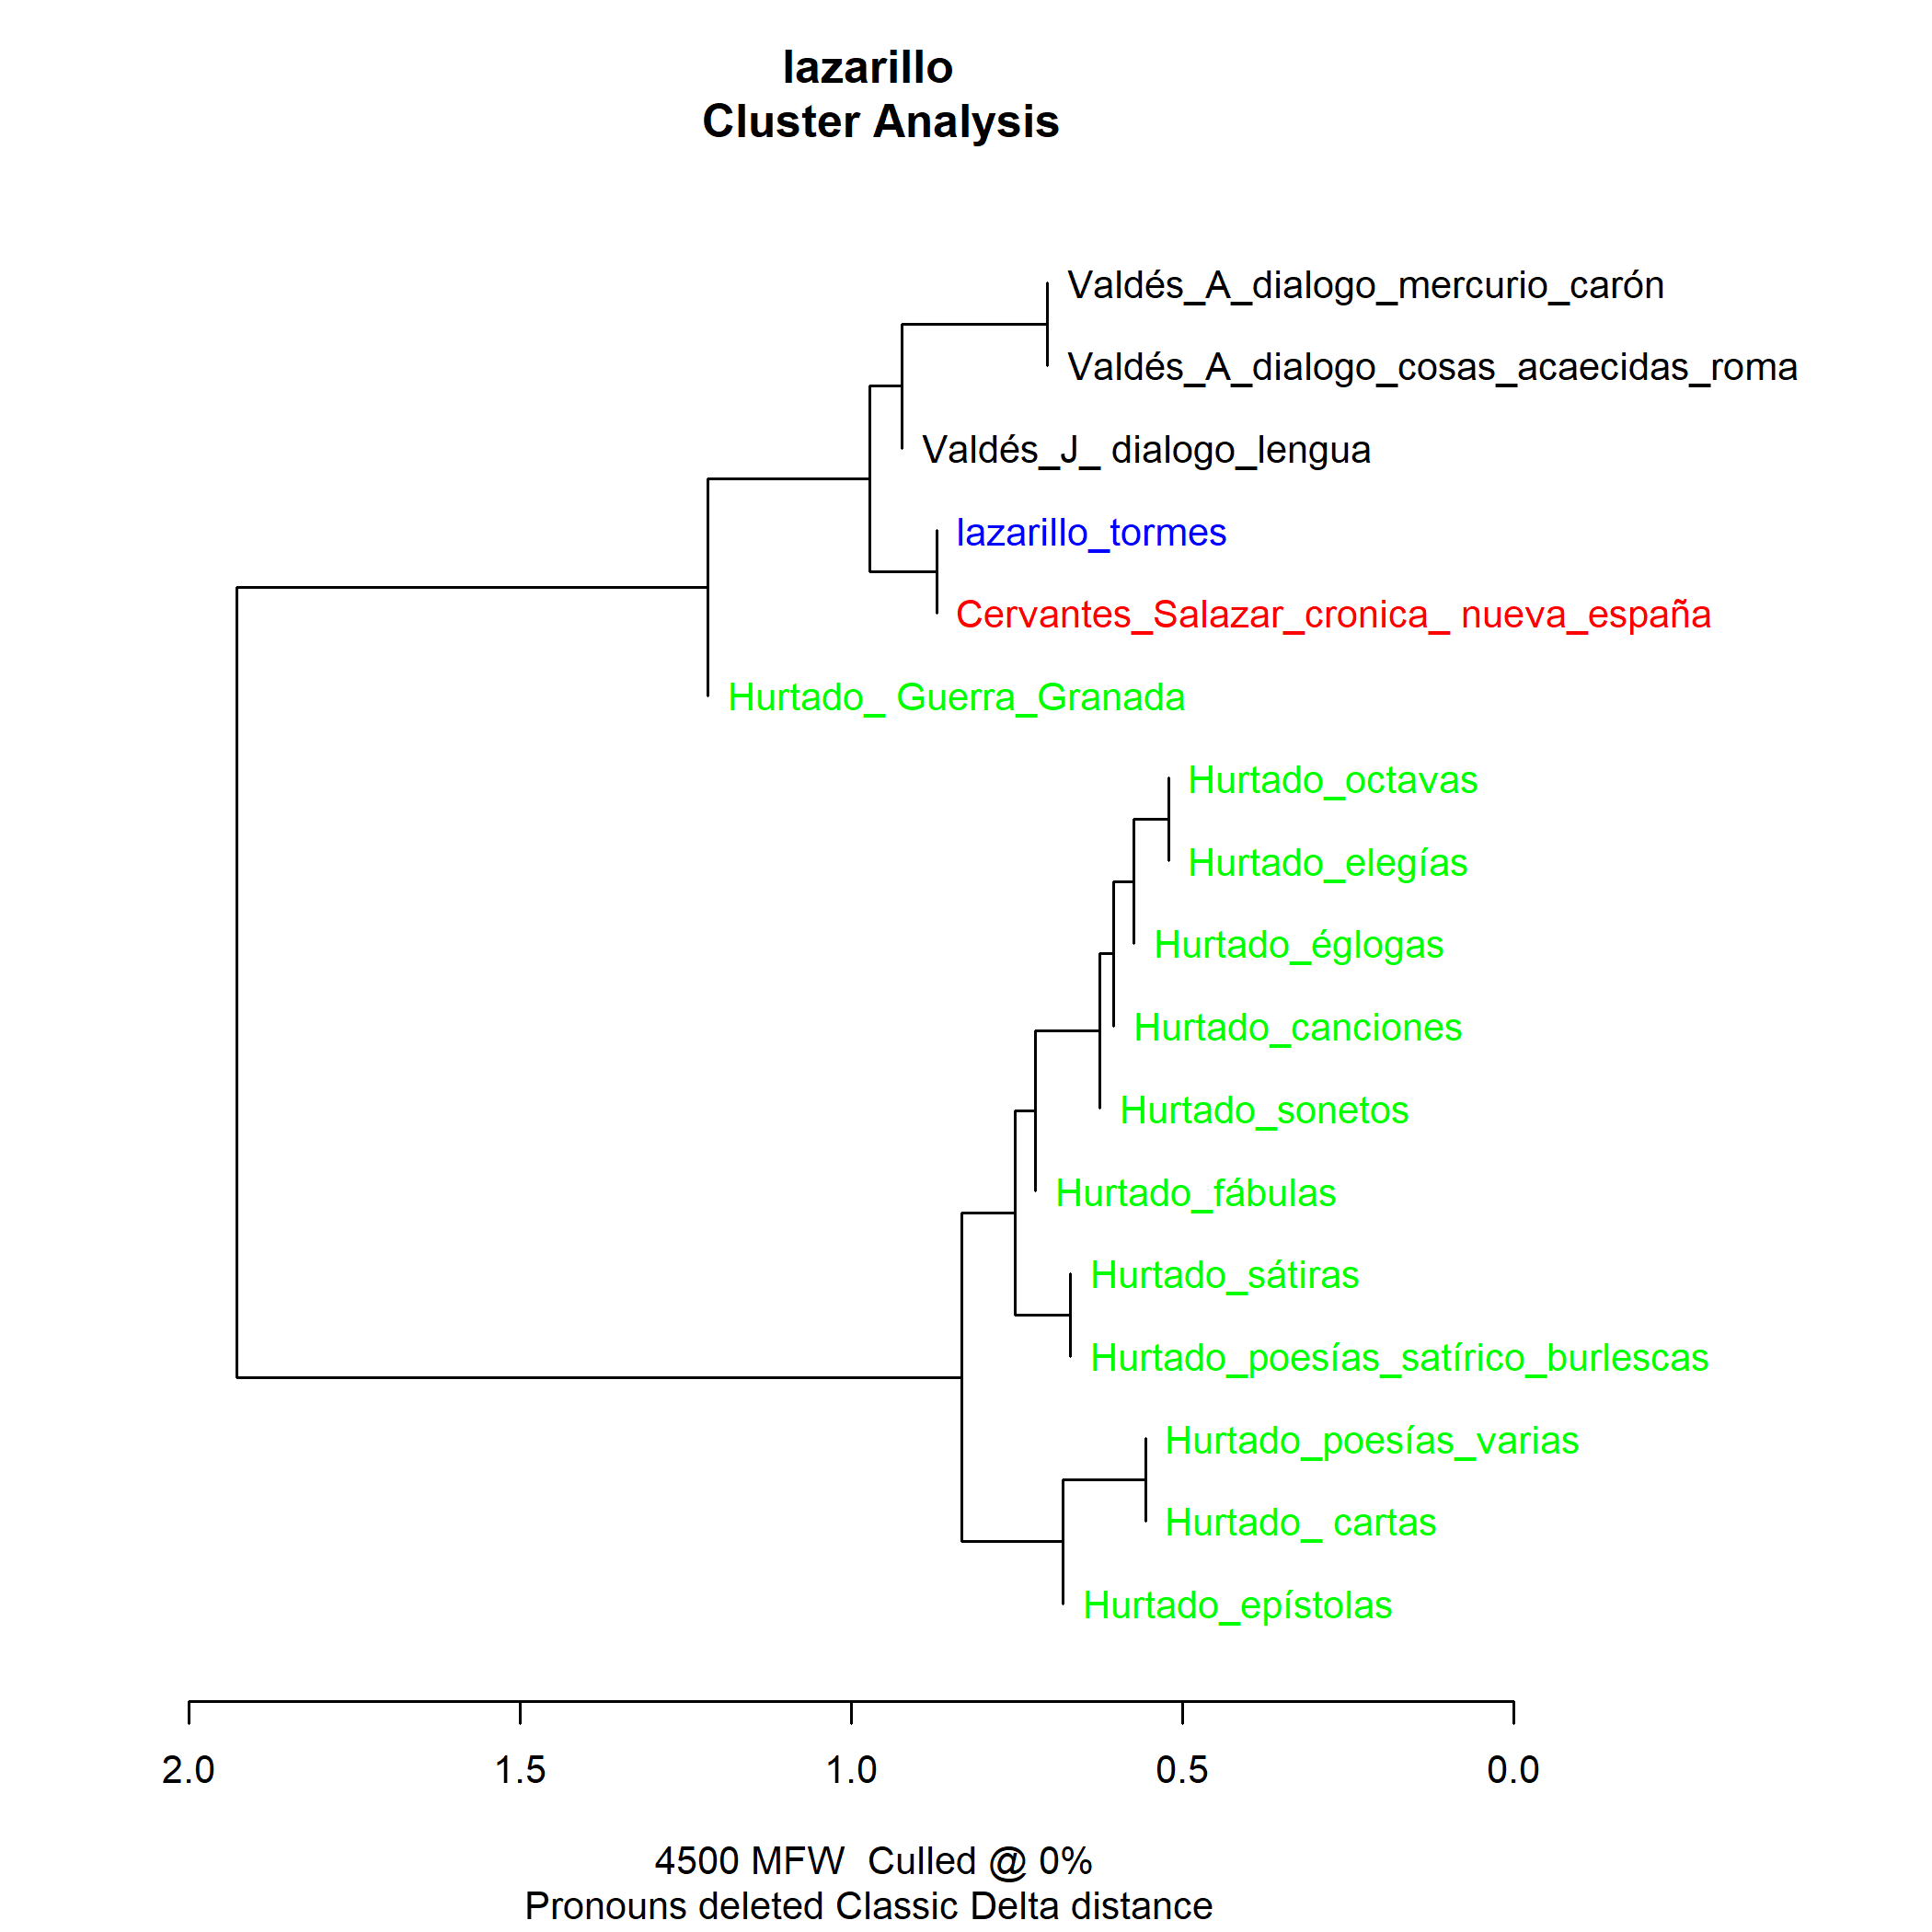 lazarillo
Cluster Analysis
Valdés_A_dialogo_mercurio_carón
Valdés_A_dialogo_cosas_acaecidas_roma
Valdés_J_ dialogo_lengua
lazarillo_tormes
Cervantes_Salazar_cronica_ nueva_españa
Hurtado_ Guerra_Granada
Hurtado_octavas
Hurtado_elegías
Hurtado_églogas
Hurtado_canciones
Hurtado_sonetos
Hurtado_fábulas
Hurtado_sátiras
Hurtado_poesías_satírico_burlescas
Hurtado_poesías_varias
Hurtado_ cartas
Hurtado_epístolas
2.0 1.5 1.0 0.5 0.0
4500 MFW  Culled @ 0%
Pronouns deleted Classic Delta distance